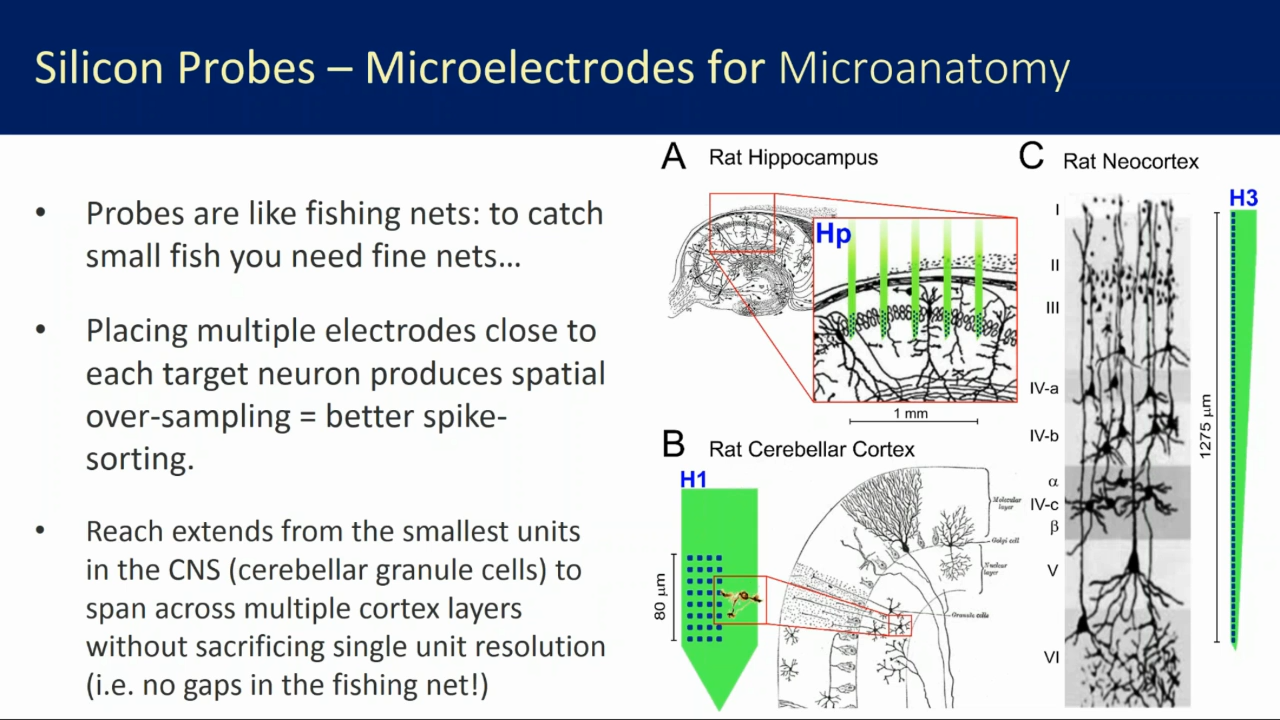 Silicon Probes – Microelectrodes for Microanatomy
• Probes are like fishing nets: to catch
small fish you need fine nets…
• Placing multiple electrodes close to
each target neuron produces spatial
over-sampling = better spike-
sorting.
• Reach extends from the smallest units
in the CNS (cerebellar granule cells) to
span across multiple cortex layers
without sacrificing single unit resolution
(i.e. no gaps in the fishing net!)
A Rat Hippocampus
Hp
1 mm
B Rat Cerebellar Cortex
H1
80 µm
Molecular
layer
Golgi cell
Nuclear
layer
Granule cells
C Rat Neocortex
H3
I
II
III
IV-a
IV-b
α
IV-c
β
V
VI
1275 µm